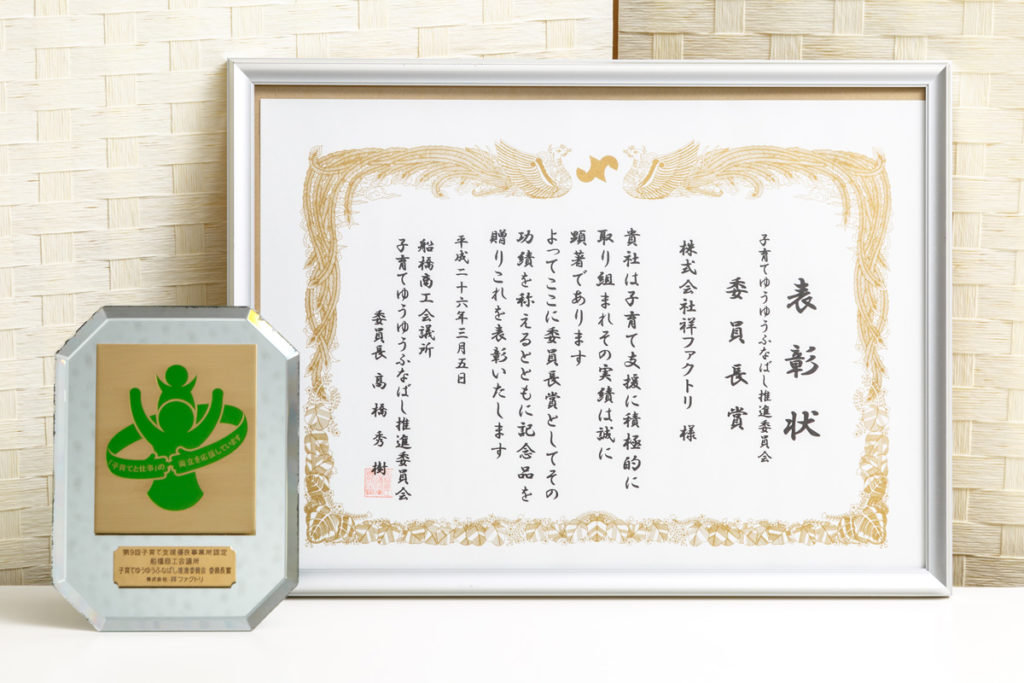 表彰状
子育てゆうゆうふなばし推進委員会
委員長賞
株式会社祥ファクトリ 様
貴社は子育て支援に積極的に
取り組まれその実績は誠に
顕著であります
よってここに委員長賞としてその
功績を称えるとともに記念品を
贈りこれを表彰いたします
平成二十六年三月五日
船橋商工会議所
子育てゆうゆうふなばし推進委員会
委員長 高橋秀樹
「子育てと仕事」の
両立を応援しています
第9回子育て支援優良事業所認定
船橋商工会議所
子育てゆうゆうふなばし推進委員会 委員長賞
株式会社 祥ファクトリ